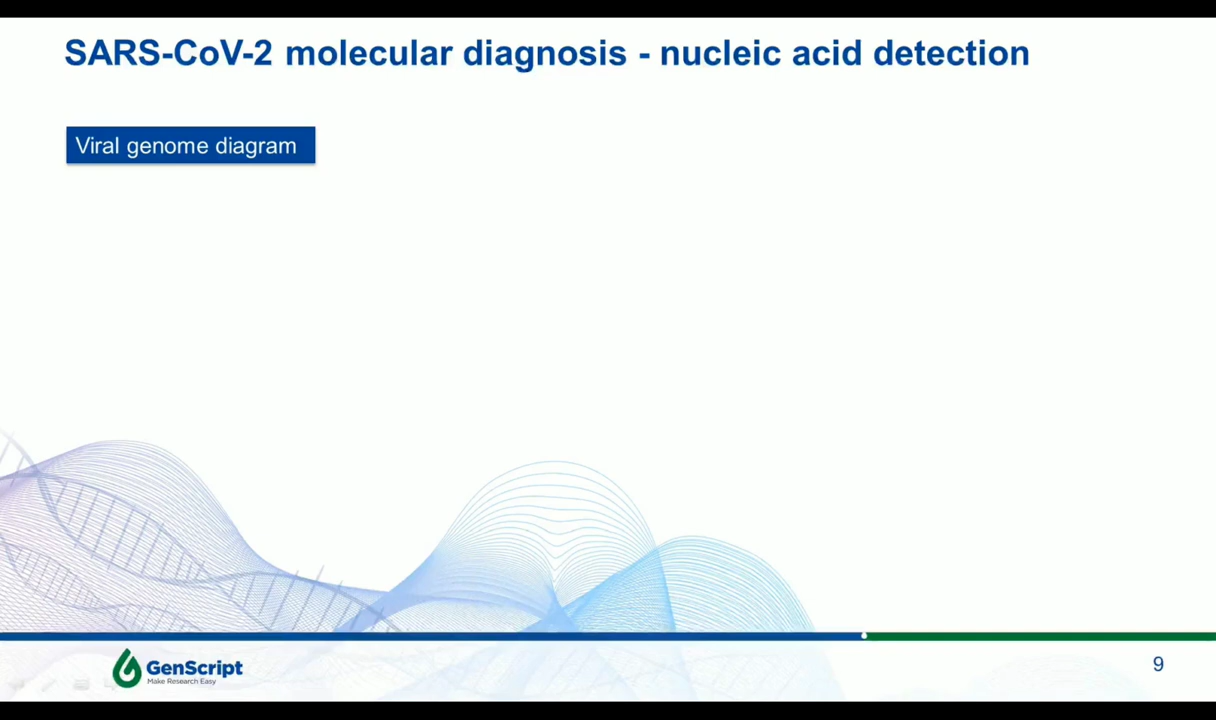 SARS-CoV-2 molecular diagnosis - nucleic acid detection
Viral genome diagram
GenScript
Make Research Easy
9